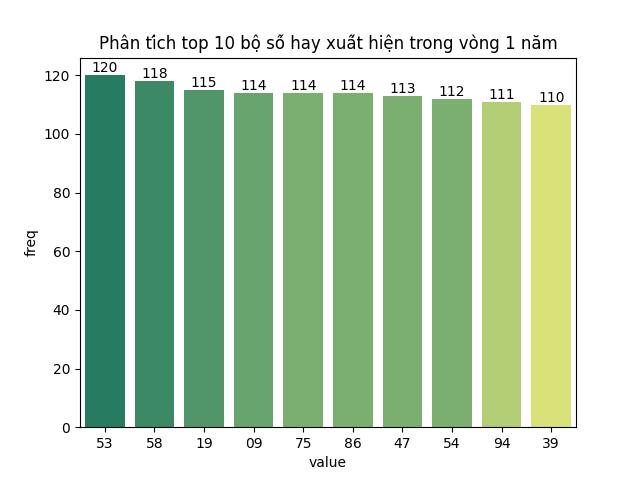 Phân tích top 10 bộ số hay xuất hiện trong vòng 1 năm
120 118 115 114 114 114 113 112 111 110
120
100
80
60
40
20
0
freq
53 58 19 09 75 86 47 54 94 39
value